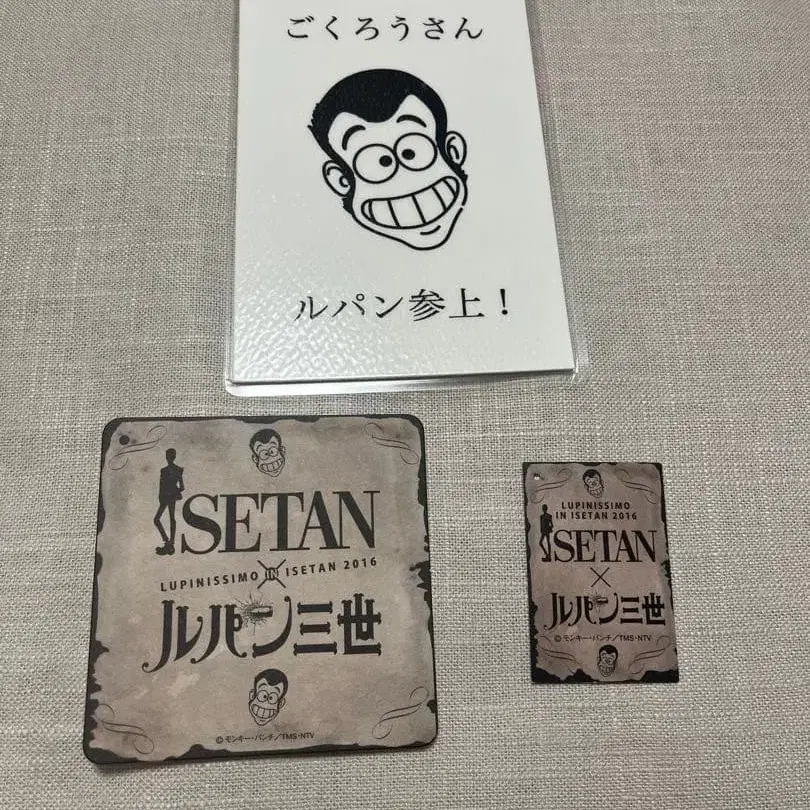 ごくろうさん
ルパン参上！
ISETAN
LUPINISSIMO IN ISETAN 2016
ルパン三世
© モンキー・パンチ／TMS・NTV
LUPINISSIMO
IN ISETAN 2016
ISETAN
×
ルパン三世
© モンキー・パンチ／TMS・NTV